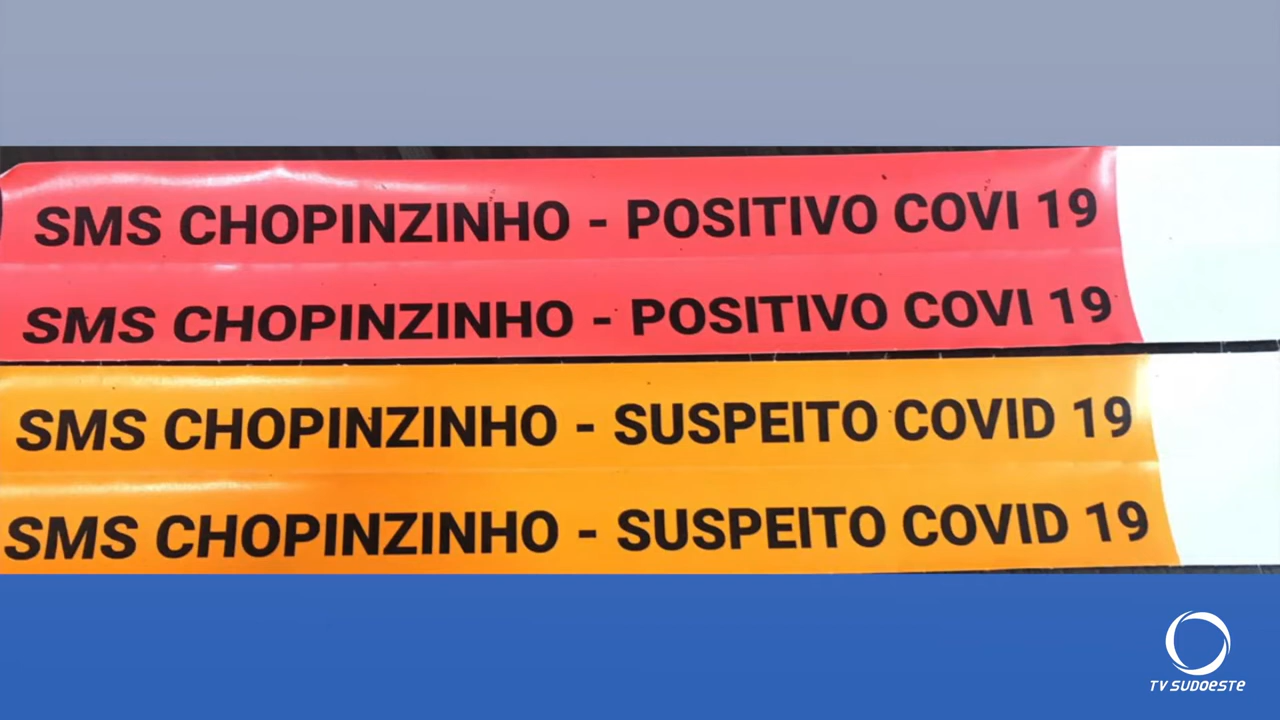 SMS CHOPINZINHO - POSITIVO COVI 19
SMS CHOPINZINHO - POSITIVO COVI 19
SMS CHOPINZINHO - SUSPEITO COVID 19
SMS CHOPINZINHO - SUSPEITO COVID 19
TV SUDOESTE